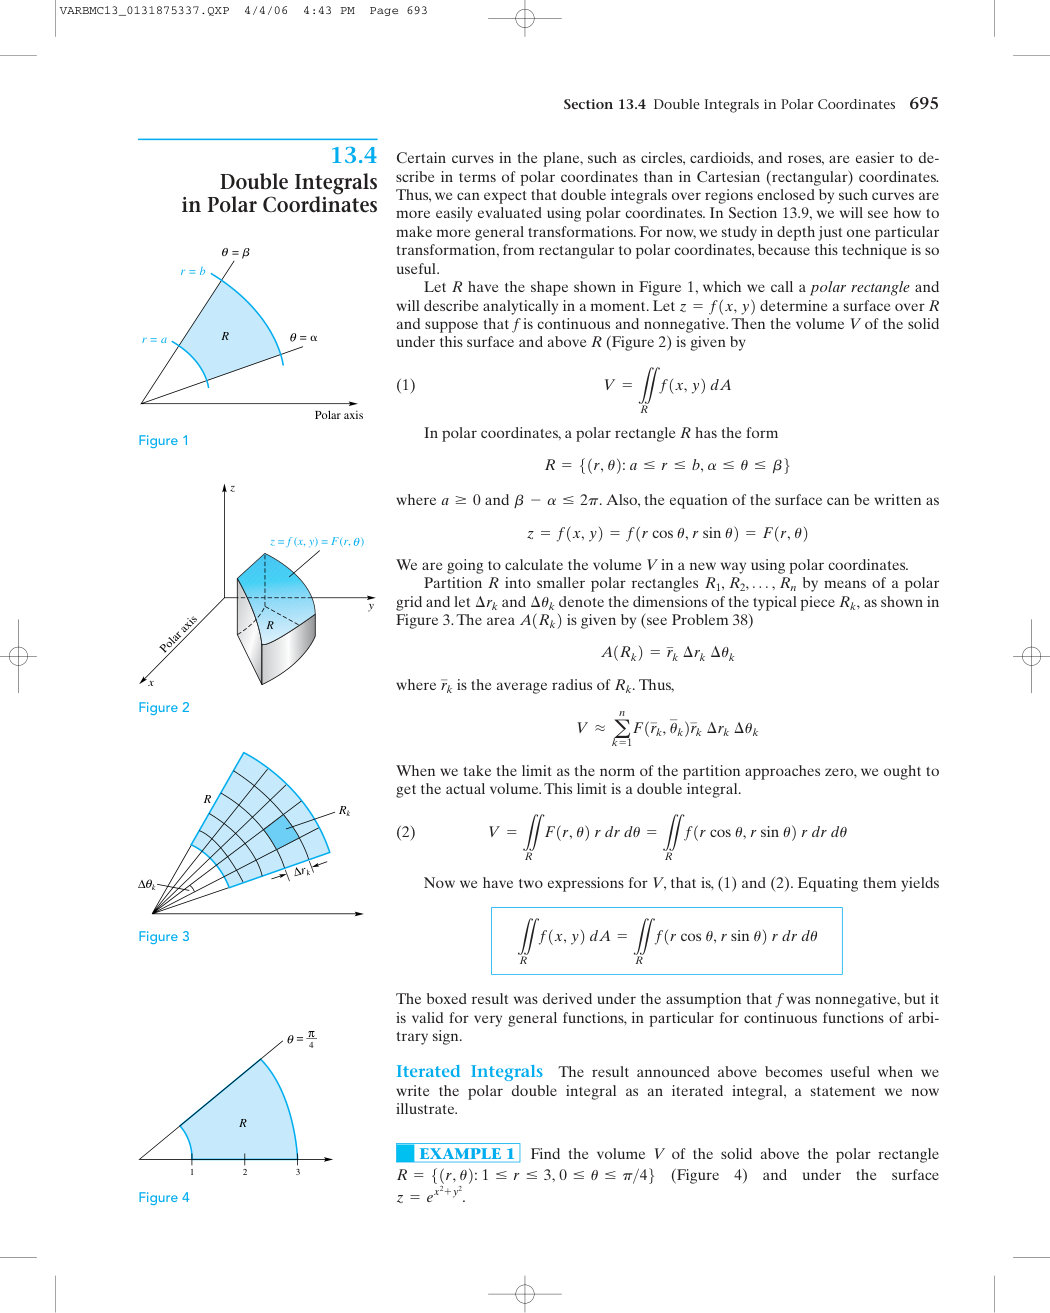 VARBMC13_0131875337.QXP 4/4/06 4:43 PM Page 693
Section 13.4 Double Integrals in Polar Coordinates 695
13.4
Double Integrals
in Polar Coordinates
θ = β
r = b
r = a
R
θ = α
Polar axis
Figure 1
z
z = f (x, y) = F(r, θ)
y
R
Polar axis
x
Figure 2
R
R_k
Δr_k
Δθ_k
Figure 3
θ = π/4
R
1 2 3
Figure 4
Certain curves in the plane, such as circles, cardioids, and roses, are easier to de-
scribe in terms of polar coordinates than in Cartesian (rectangular) coordinates.
Thus, we can expect that double integrals over regions enclosed by such curves are
more easily evaluated using polar coordinates. In Section 13.9, we will see how to
make more general transformations. For now, we study in depth just one particular
transformation, from rectangular to polar coordinates, because this technique is so
useful.
Let R have the shape shown in Figure 1, which we call a polar rectangle and
will describe analytically in a moment. Let z = f(x, y) determine a surface over R
and suppose that f is continuous and nonnegative. Then the volume V of the solid
under this surface and above R (Figure 2) is given by
(1) V = ∬_R f(x, y) dA
In polar coordinates, a polar rectangle R has the form
R = {(r, θ): a ≤ r ≤ b, α ≤ θ ≤ β}
where a ≥ 0 and β − α ≤ 2π. Also, the equation of the surface can be written as
z = f(x, y) = f(r cos θ, r sin θ) = F(r, θ)
We are going to calculate the volume V in a new way using polar coordinates.
Partition R into smaller polar rectangles R₁, R₂, . . . , Rₙ by means of a polar
grid and let Δr_k and Δθ_k denote the dimensions of the typical piece R_k, as shown in
Figure 3. The area A(R_k) is given by (see Problem 38)
A(R_k) = r̄_k Δr_k Δθ_k
where r̄_k is the average radius of R_k. Thus,
V ≈ ∑_{k=1}^{n} F(r̄_k, θ̄_k) r̄_k Δr_k Δθ_k
When we take the limit as the norm of the partition approaches zero, we ought to
get the actual volume. This limit is a double integral.
(2) V = ∬_R F(r, θ) r dr dθ = ∬_R f(r cos θ, r sin θ) r dr dθ
Now we have two expressions for V, that is, (1) and (2). Equating them yields
∬_R f(x, y) dA = ∬_R f(r cos θ, r sin θ) r dr dθ
The boxed result was derived under the assumption that f was nonnegative, but it
is valid for very general functions, in particular for continuous functions of arbi-
trary sign.
Iterated Integrals The result announced above becomes useful when we
write the polar double integral as an iterated integral, a statement we now
illustrate.
EXAMPLE 1 Find the volume V of the solid above the polar rectangle
R = {(r, θ): 1 ≤ r ≤ 3, 0 ≤ θ ≤ π/4} (Figure 4) and under the surface
z = e^{x²+y²}.